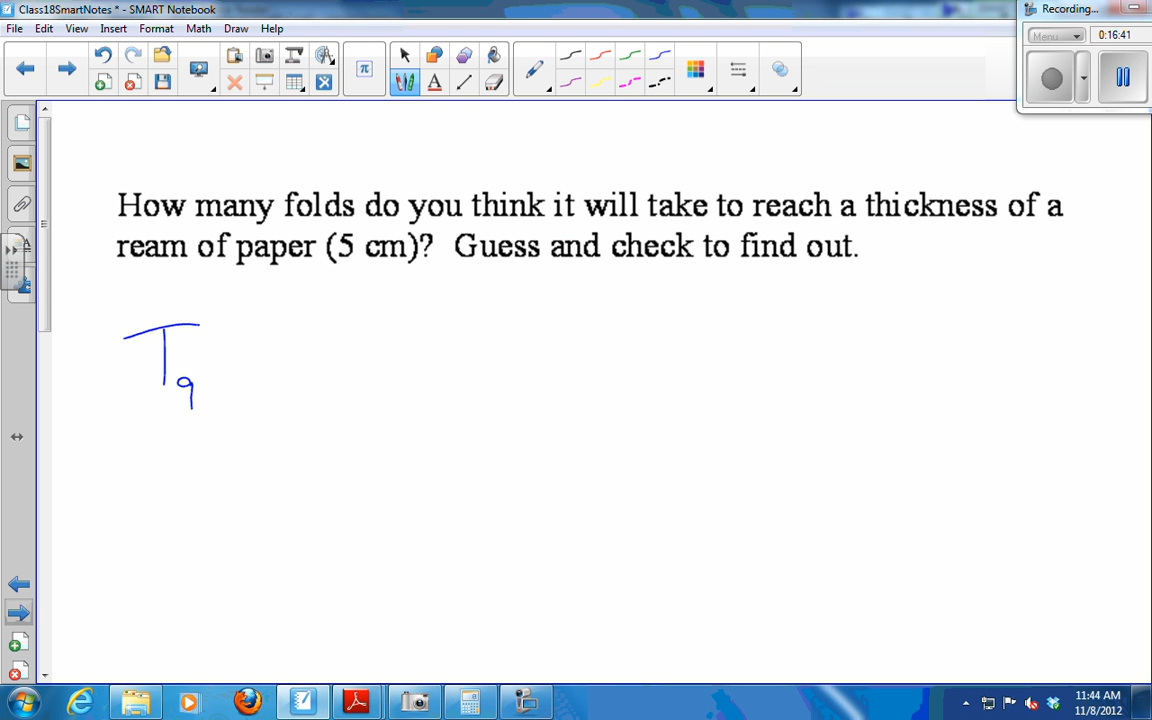 Class18SmartNotes * - SMART Notebook
Recording...
File Edit View Insert Format Math Draw Help
Menu
0:16:41
π
A
How many folds do you think it will take to reach a thickness of a
ream of paper (5 cm)? Guess and check to find out.
T9
11:44 AM
11/8/2012